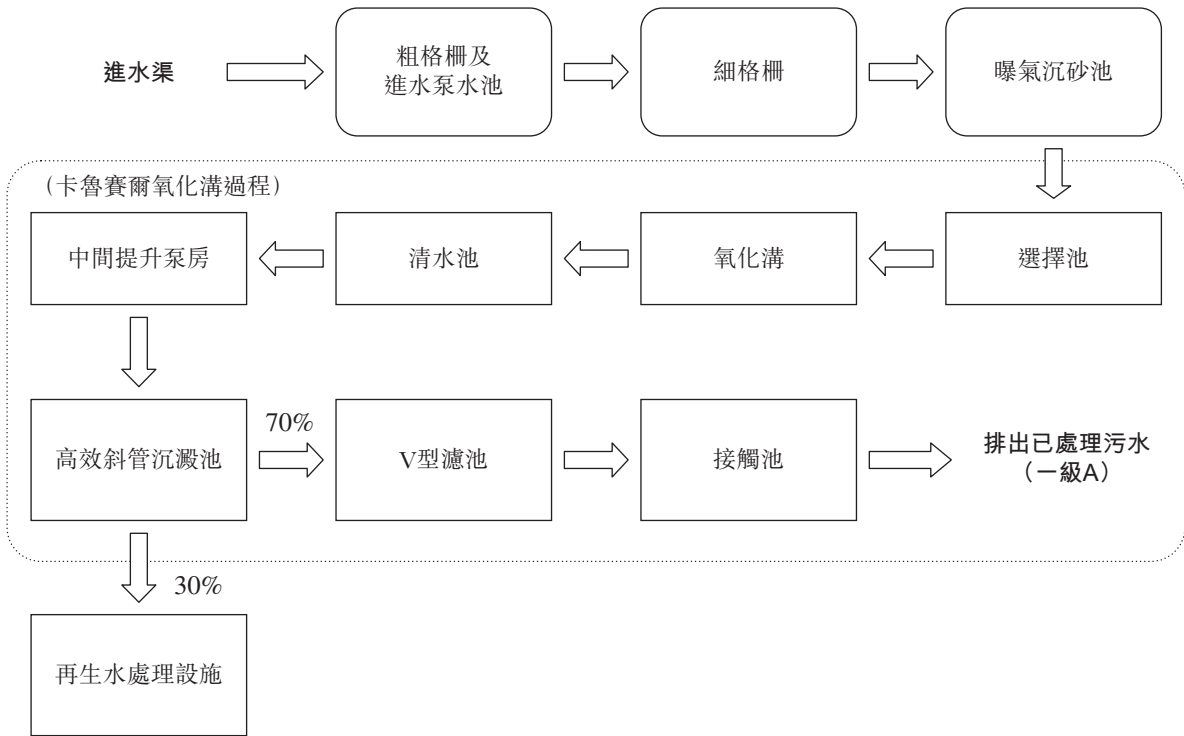 進水渠
粗格柵及
進水泵水池
細格柵
曝氣沉砂池
(卡魯賽爾氧化溝過程)
中間提升泵房
清水池
氧化溝
選擇池
高效斜管沉澱池
70%
V型濾池
接觸池
排出已處理污水
（一級A）
30%
再生水處理設施